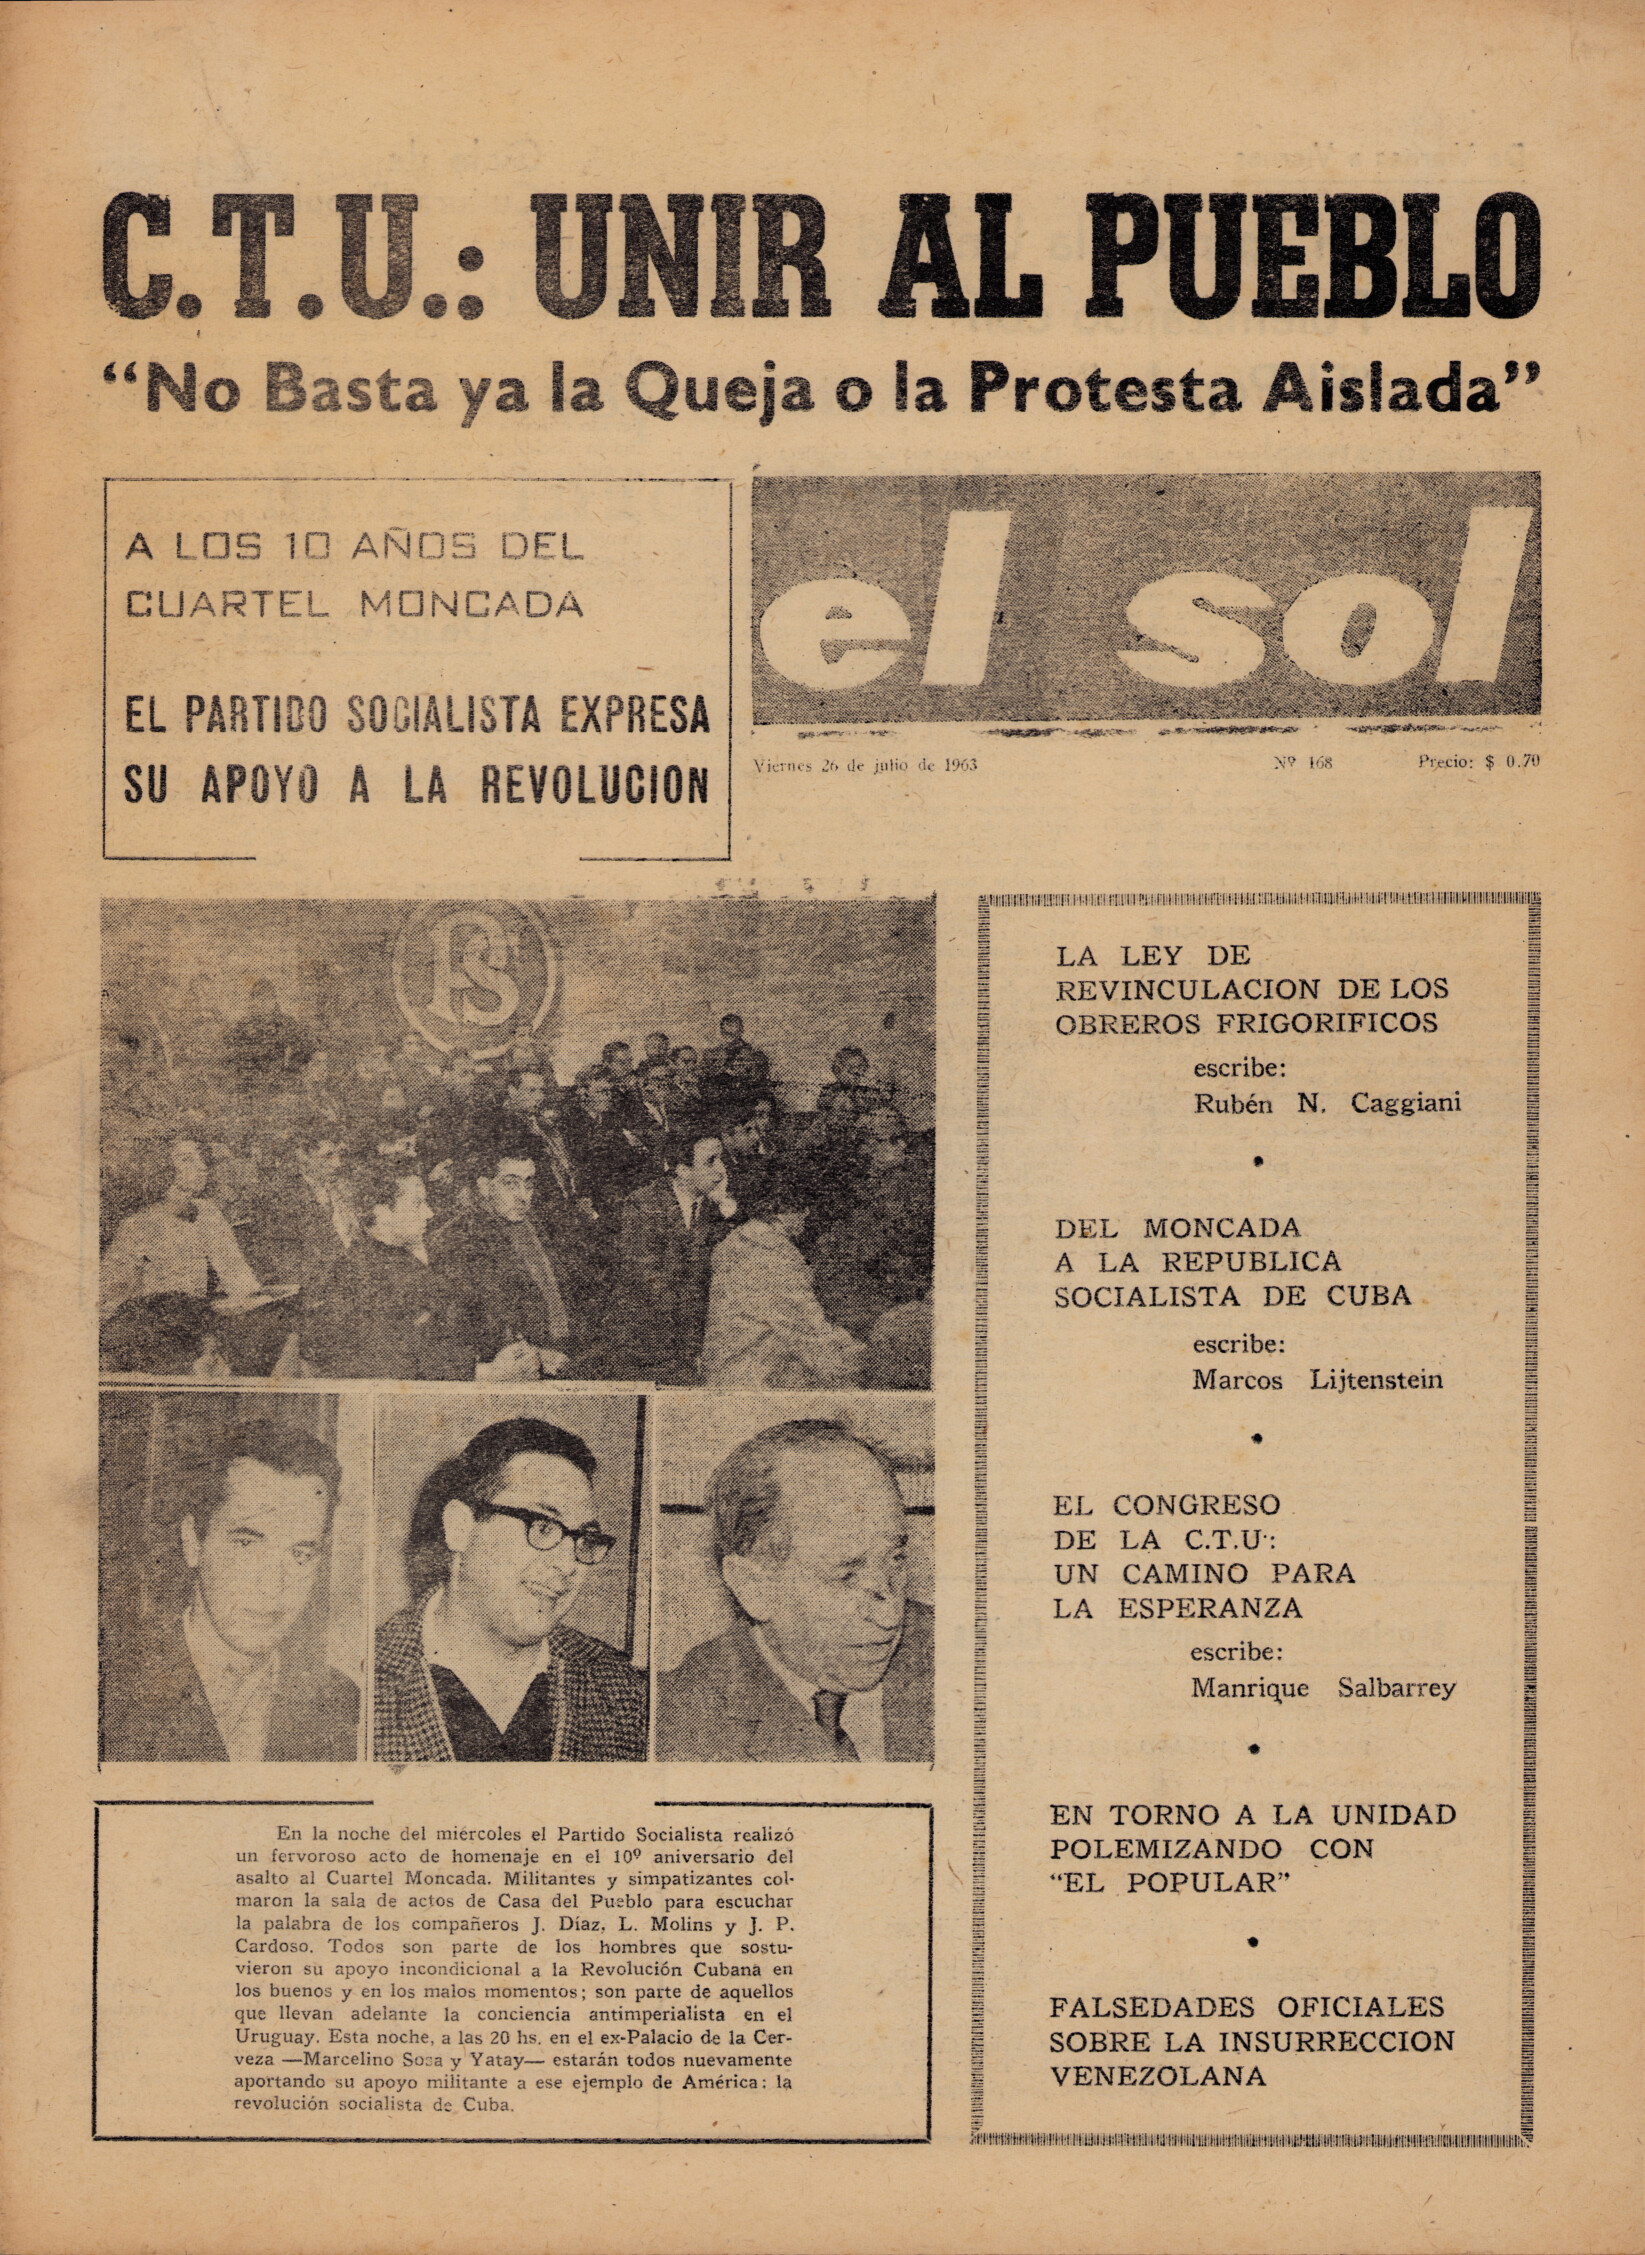 C.T.U.: UNIR AL PUEBLO
“No Basta ya la Queja o la Protesta Aislada”
A LOS 10 AÑOS DEL
CUARTEL MONCADA
EL PARTIDO SOCIALISTA EXPRESA
SU APOYO A LA REVOLUCION
el sol
Viernes 26 de julio de 1963 Nº 168 Precio: $ 0.70
PS
En la noche del miércoles el Partido Socialista realizó
un fervoroso acto de homenaje en el 10º aniversario del
asalto al Cuartel Moncada. Militantes y simpatizantes col-
maron la sala de actos de Casa del Pueblo para escuchar
la palabra de los compañeros J. Díaz, L. Molins y J. P.
Cardoso. Todos son parte de los hombres que sostu-
vieron su apoyo incondicional a la Revolución Cubana en
los buenos y en los malos momentos; son parte de aquellos
que llevan adelante la conciencia antimperialista en el
Uruguay. Esta noche, a las 20 hs. en el ex-Palacio de la Cer-
veza —Marcelino Sosa y Yatay— estarán todos nuevamente
aportando su apoyo militante a ese ejemplo de América: la
revolución socialista de Cuba.
LA LEY DE
REVINCULACION DE LOS
OBREROS FRIGORIFICOS
escribe:
Rubén N. Caggiani
•
DEL MONCADA
A LA REPUBLICA
SOCIALISTA DE CUBA
escribe:
Marcos Lijtenstein
•
EL CONGRESO
DE LA C.T.U.:
UN CAMINO PARA
LA ESPERANZA
escribe:
Manrique Salbarrey
•
EN TORNO A LA UNIDAD
POLEMIZANDO CON
“EL POPULAR”
•
FALSEDADES OFICIALES
SOBRE LA INSURRECCION
VENEZOLANA